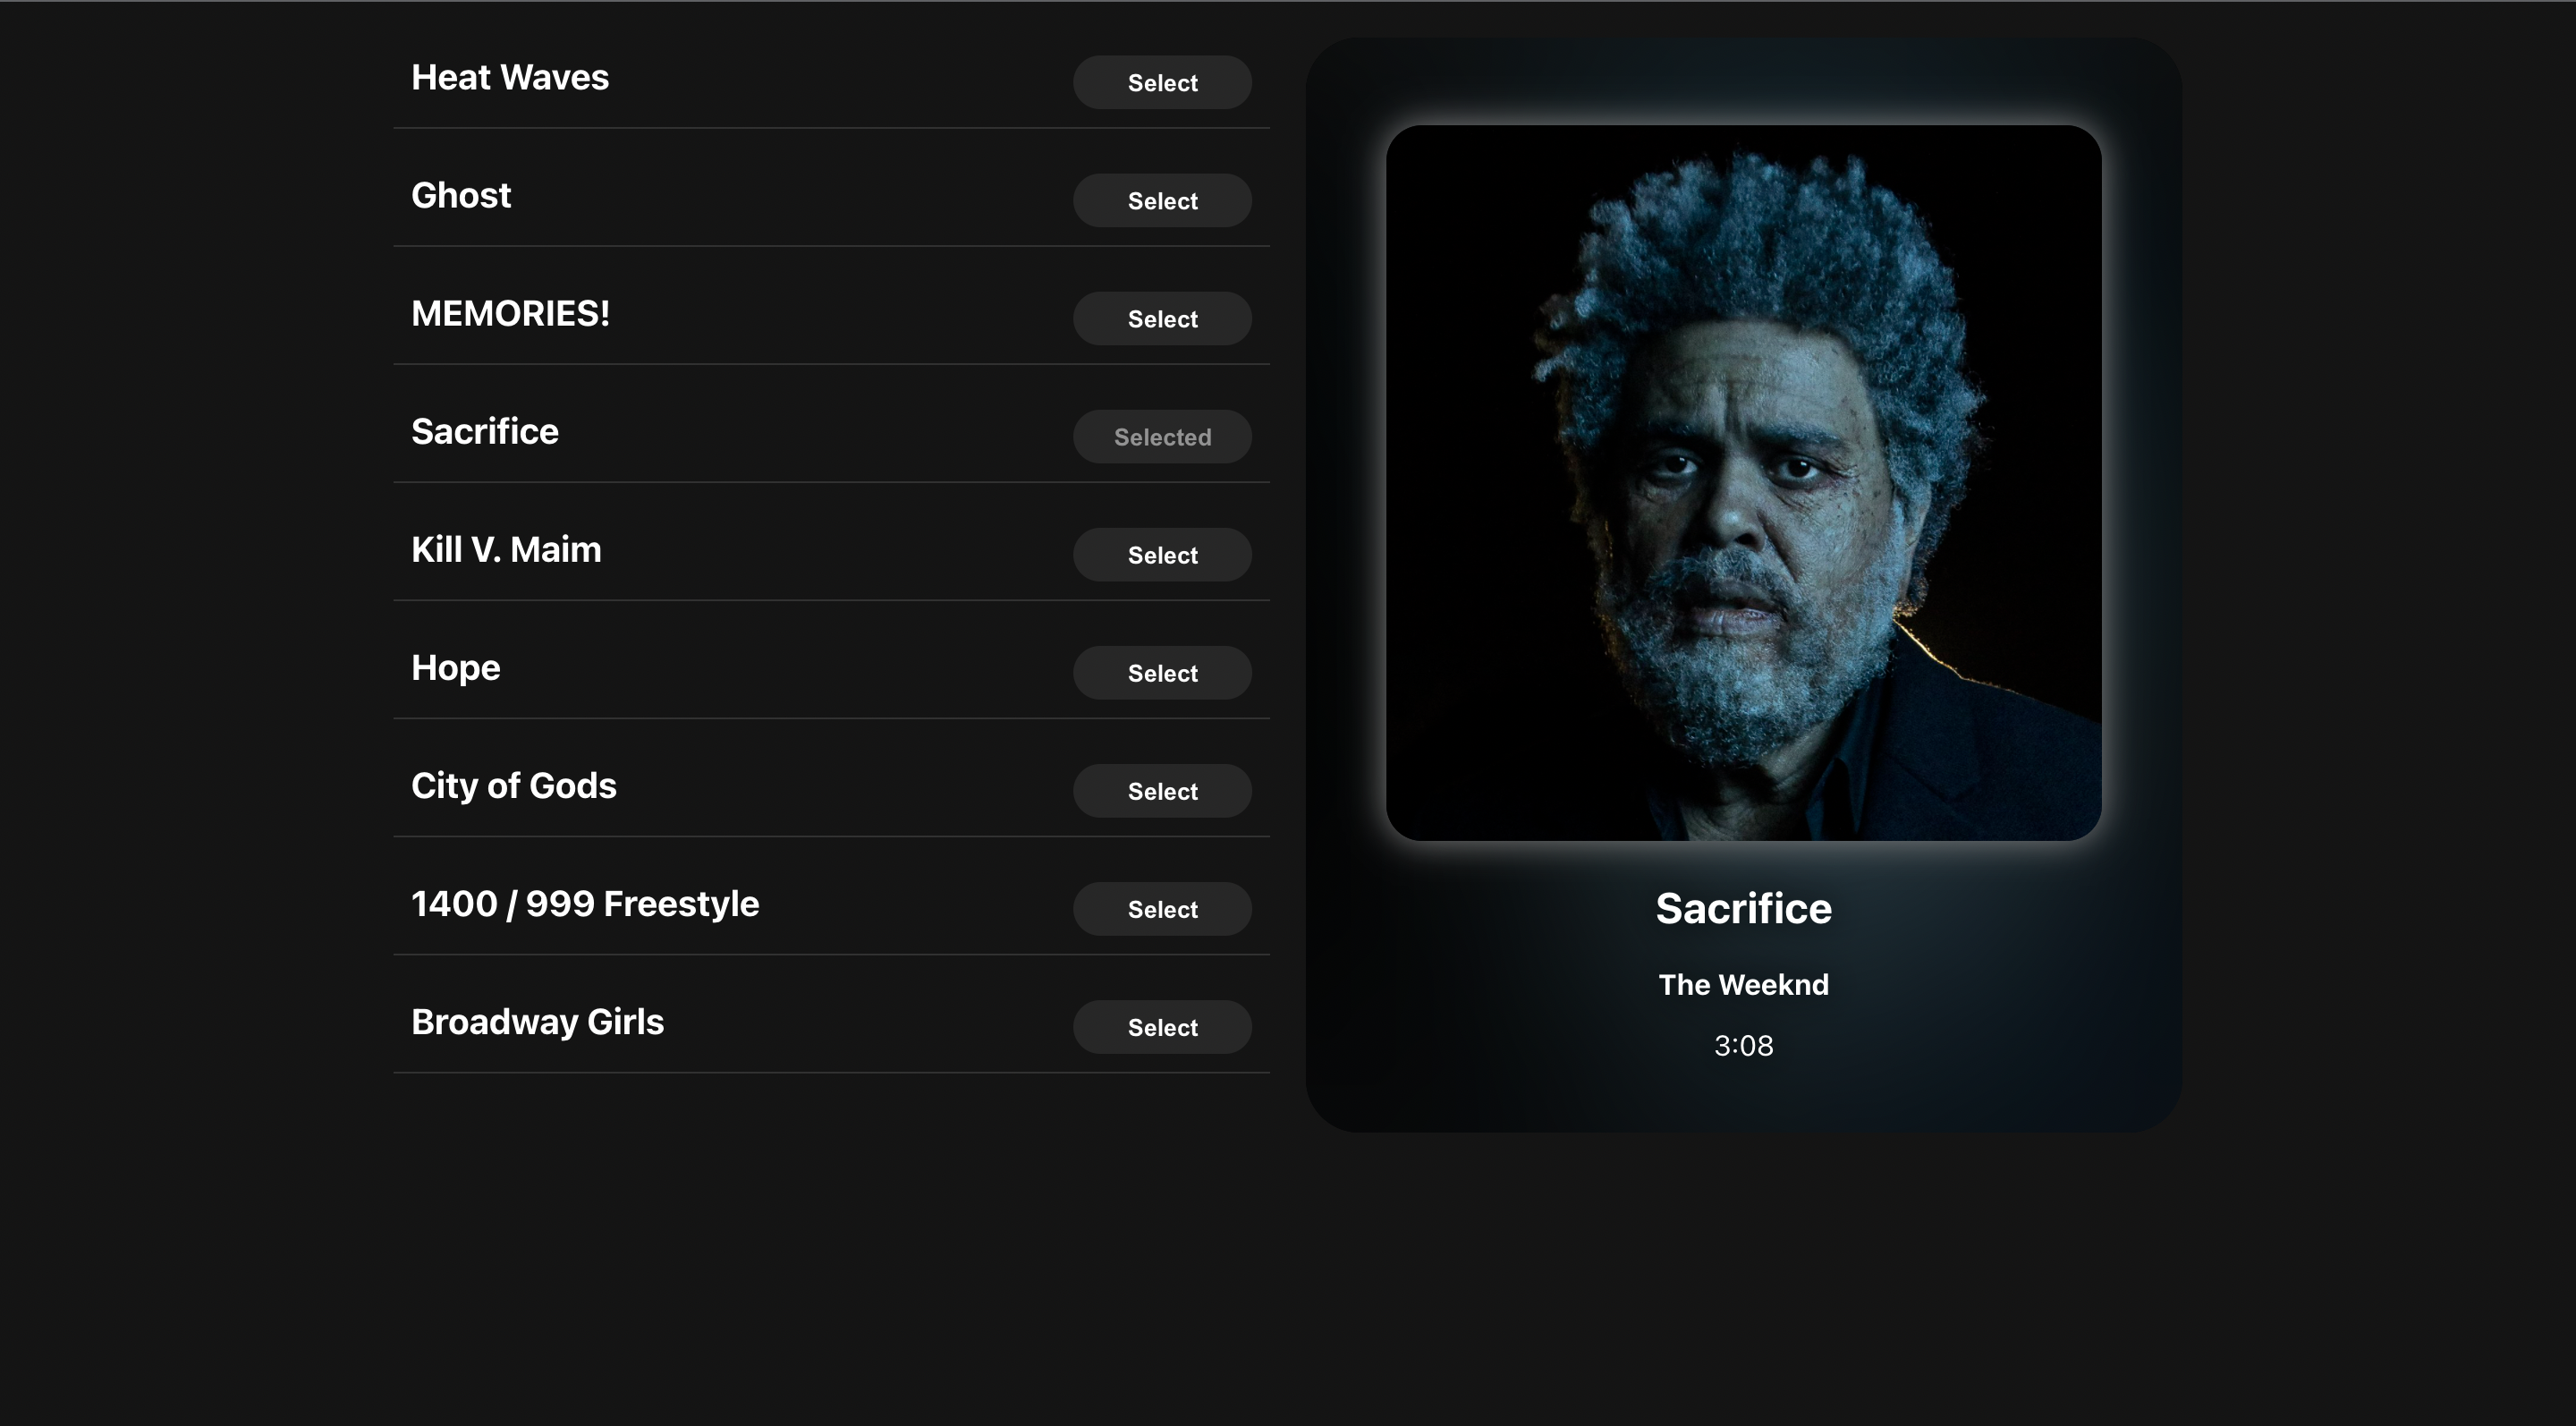 Heat Waves
Select
Ghost
Select
MEMORIES!
Select
Sacrifice
Selected
Kill V. Maim
Select
Hope
Select
City of Gods
Select
1400 / 999 Freestyle
Select
Broadway Girls
Select
Sacrifice
The Weeknd
3:08